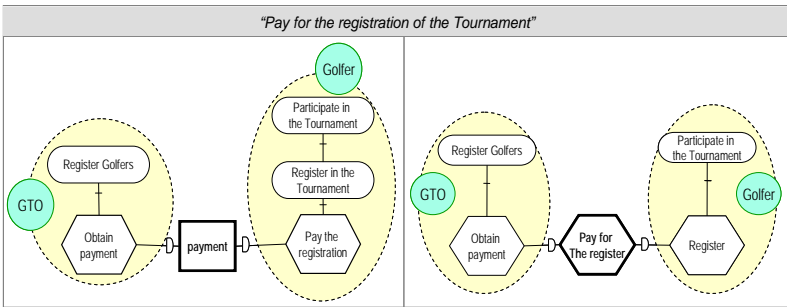 “Pay for the registration of the Tournament”
Golfer
Participate in
the Tournament
Register Golfers
Register in the
Tournament
GTO
Obtain
payment
payment
Pay the
registration
Register Golfers
Participate in
the Tournament
GTO
Golfer
Obtain
payment
Pay for
The register
Register